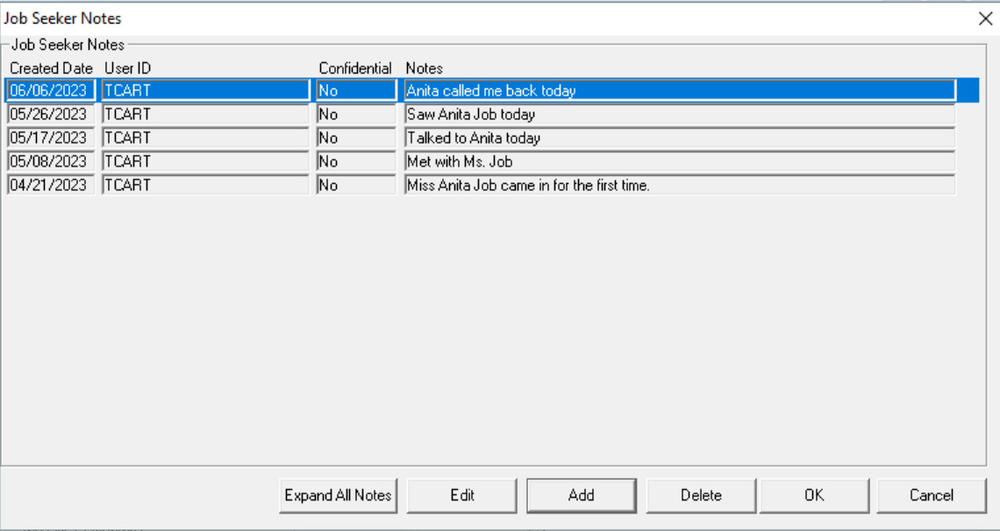 Job Seeker Notes
Job Seeker Notes
Created Date User ID Confidential Notes
06/06/2023 TCART No Anita called me back today
05/26/2023 TCART No Saw Anita Job today
05/17/2023 TCART No Talked to Anita today
05/08/2023 TCART No Met with Ms. Job
04/21/2023 TCART No Miss Anita Job came in for the first time.
Expand All Notes Edit Add Delete OK Cancel